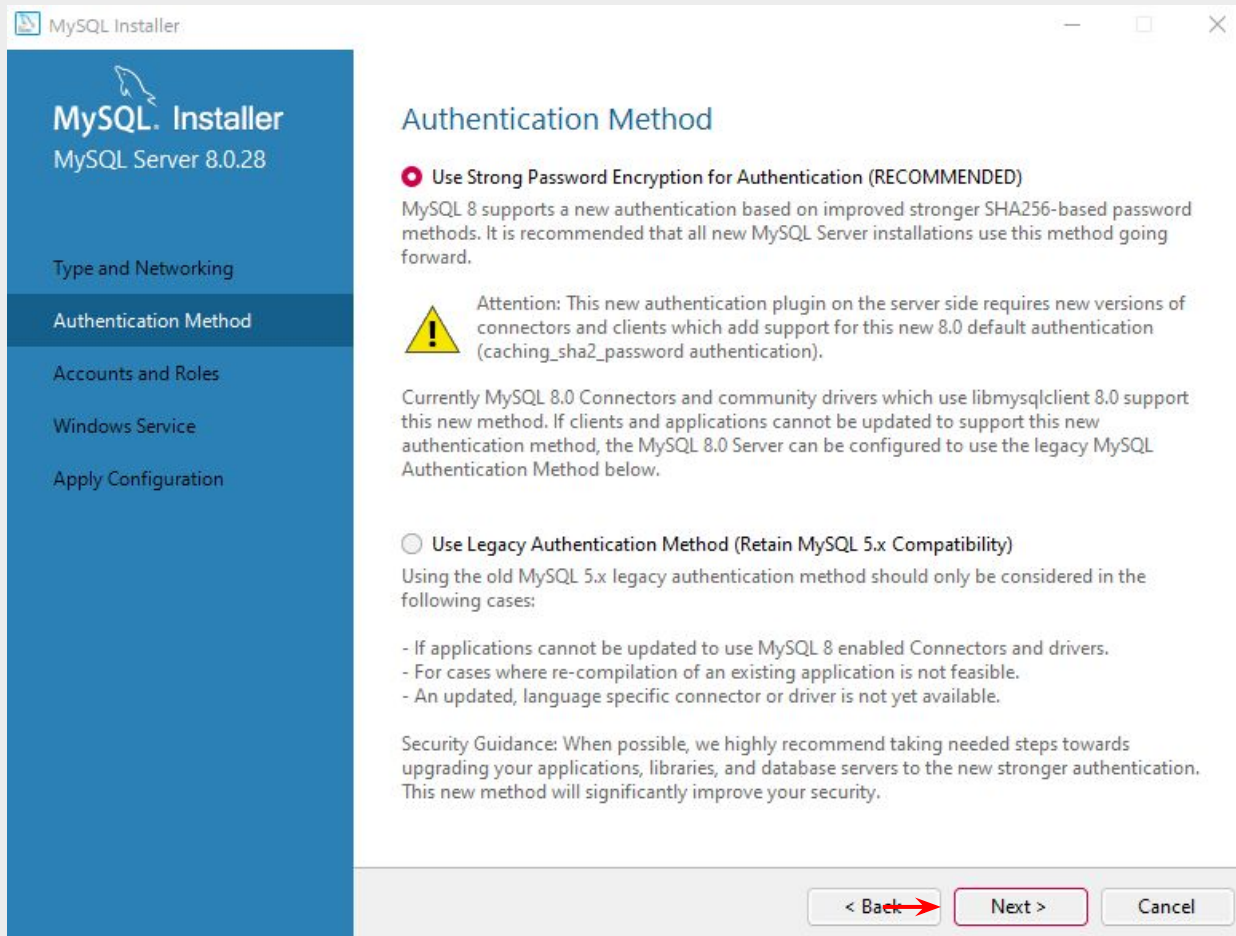 MySQL Installer
MySQL. Installer
MySQL Server 8.0.28
Type and Networking
Authentication Method
Accounts and Roles
Windows Service
Apply Configuration
Authentication Method
Use Strong Password Encryption for Authentication (RECOMMENDED)
MySQL 8 supports a new authentication based on improved stronger SHA256-based password
methods. It is recommended that all new MySQL Server installations use this method going
forward.
Attention: This new authentication plugin on the server side requires new versions of
connectors and clients which add support for this new 8.0 default authentication
(caching_sha2_password authentication).
Currently MySQL 8.0 Connectors and community drivers which use libmysqlclient 8.0 support
this new method. If clients and applications cannot be updated to support this new
authentication method, the MySQL 8.0 Server can be configured to use the legacy MySQL
Authentication Method below.
Use Legacy Authentication Method (Retain MySQL 5.x Compatibility)
Using the old MySQL 5.x legacy authentication method should only be considered in the
following cases:
- If applications cannot be updated to use MySQL 8 enabled Connectors and drivers.
- For cases where re-compilation of an existing application is not feasible.
- An updated, language specific connector or driver is not yet available.
Security Guidance: When possible, we highly recommend taking needed steps towards
upgrading your applications, libraries, and database servers to the new stronger authentication.
This new method will significantly improve your security.
< Back
Next >
Cancel